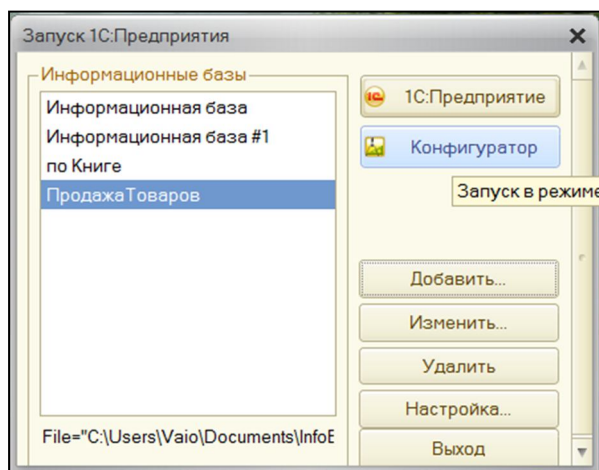 Запуск 1С:Предприятия
Информационные базы
Информационная база
Информационная база #1
по Книге
ПродажаТоваров
File="C:\Users\Vaio\Documents\InfoE
1С:Предприятие
Конфигуратор
Запуск в режиме
Добавить...
Изменить...
Удалить
Настройка...
Выход